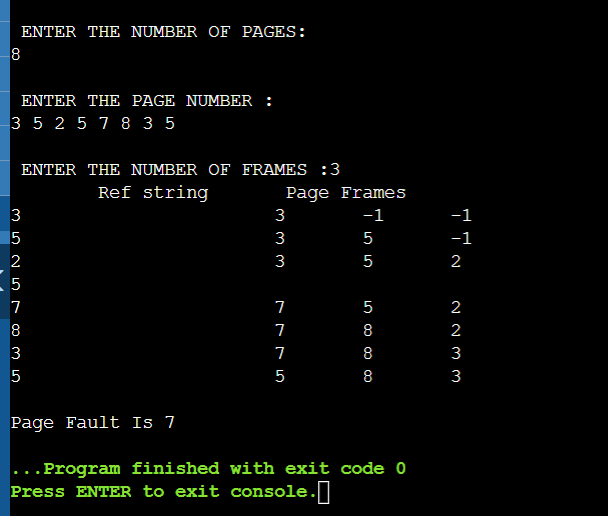 ENTER THE NUMBER OF PAGES:
8
ENTER THE PAGE NUMBER :
3 5 2 5 7 8 3 5
ENTER THE NUMBER OF FRAMES :3
Ref string Page Frames
3 3 -1 -1
5 3 5 -1
2 3 5 2
5
7 7 5 2
8 7 8 2
3 7 8 3
5 5 8 3
Page Fault Is 7
...Program finished with exit code 0
Press ENTER to exit console.